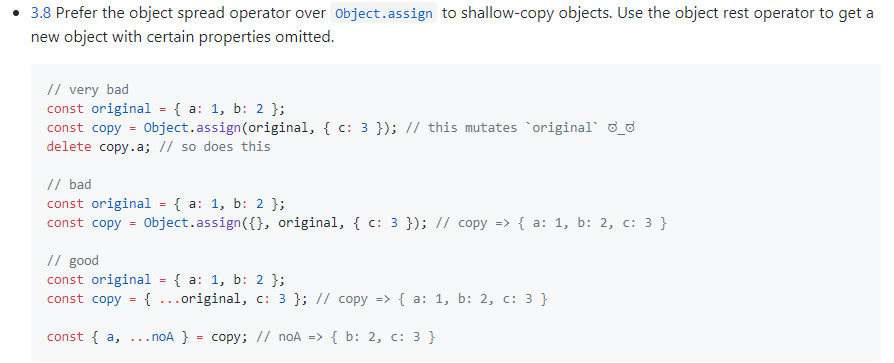 • 3.8 Prefer the object spread operator over Object.assign to shallow-copy objects. Use the object rest operator to get a
new object with certain properties omitted.
// very bad
const original = { a: 1, b: 2 };
const copy = Object.assign(original, { c: 3 }); // this mutates `original` ಠ_ಠ
delete copy.a; // so does this
// bad
const original = { a: 1, b: 2 };
const copy = Object.assign({}, original, { c: 3 }); // copy => { a: 1, b: 2, c: 3 }
// good
const original = { a: 1, b: 2 };
const copy = { ...original, c: 3 }; // copy => { a: 1, b: 2, c: 3 }
const { a, ...noA } = copy; // noA => { b: 2, c: 3 }